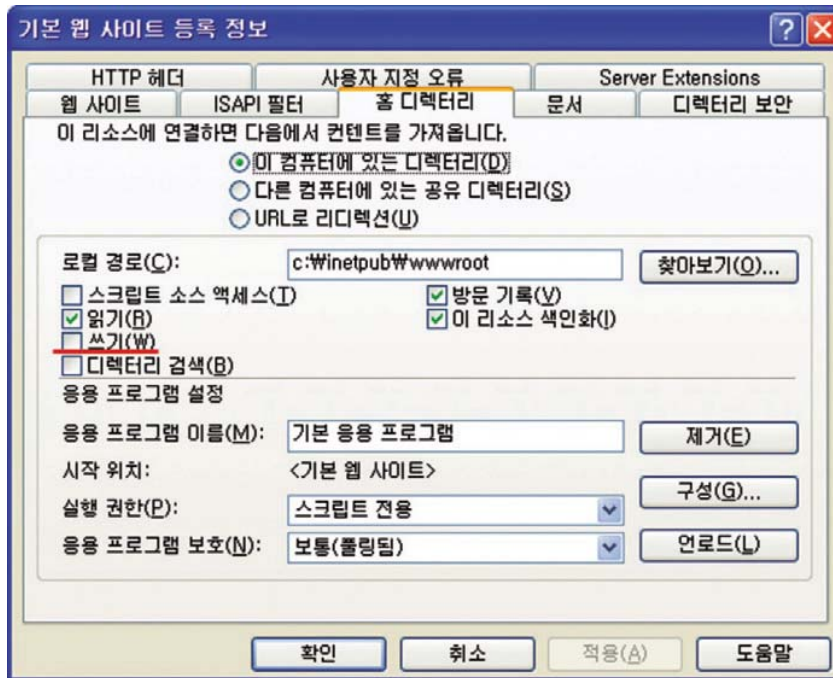 기본 웹 사이트 등록 정보
HTTP 헤더 사용자 지정 오류 Server Extensions
웹 사이트 ISAPI 필터 홈 디렉터리 문서 디렉터리 보안
이 리소스에 연결하면 다음에서 컨텐트를 가져옵니다.
이 컴퓨터에 있는 디렉터리(D)
다른 컴퓨터에 있는 공유 디렉터리(S)
URL로 리디렉션(U)
로컬 경로(C): c:₩inetpub₩wwwroot 찾아보기(O)...
스크립트 소스 액세스(T) 방문 기록(V)
읽기(R) 이 리소스 색인화(I)
쓰기(W)
디렉터리 검색(B)
응용 프로그램 설정
응용 프로그램 이름(M): 기본 응용 프로그램 제거(E)
시작 위치: <기본 웹 사이트>
구성(G)...
실행 권한(P): 스크립트 전용
응용 프로그램 보호(N): 보통(풀링됨) 언로드(L)
확인 취소 적용(A) 도움말